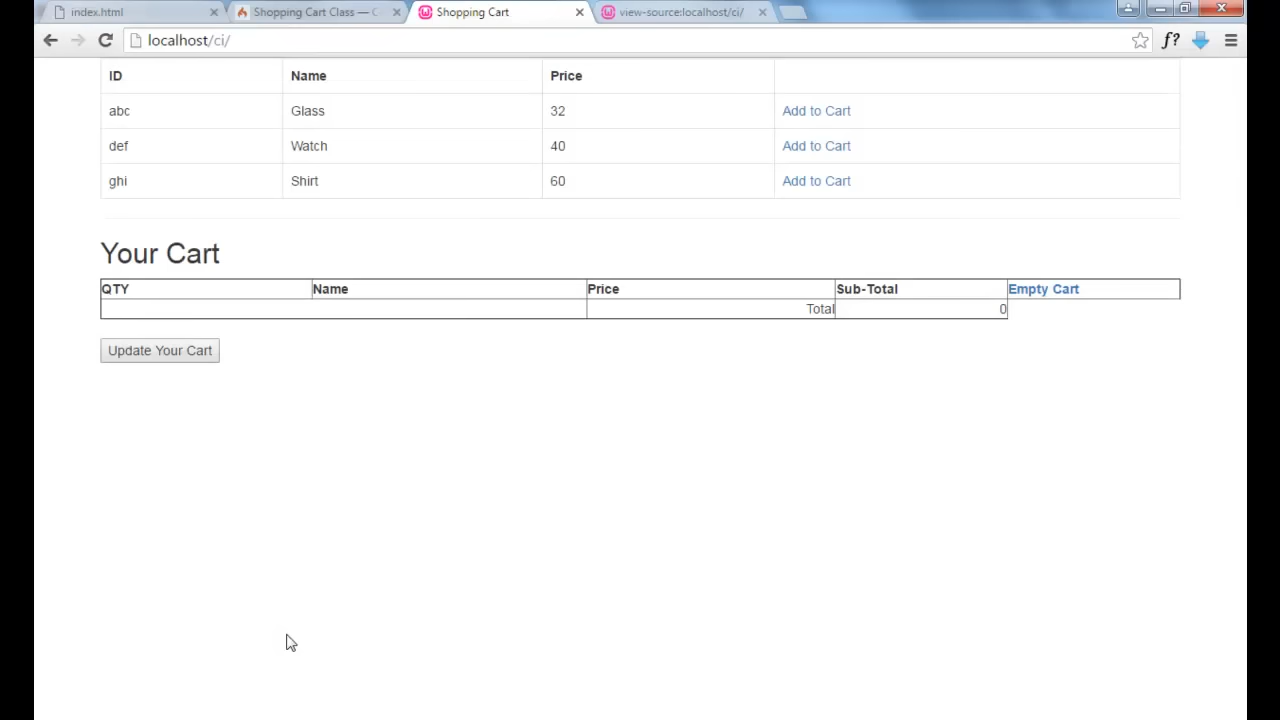 index.html
Shopping Cart Class — C
Shopping Cart
view-source:localhost/ci/
localhost/ci/
f?
ID Name Price
abc Glass 32 Add to Cart
def Watch 40 Add to Cart
ghi Shirt 60 Add to Cart
Your Cart
QTY Name Price Sub-Total Empty Cart
Total 0
Update Your Cart